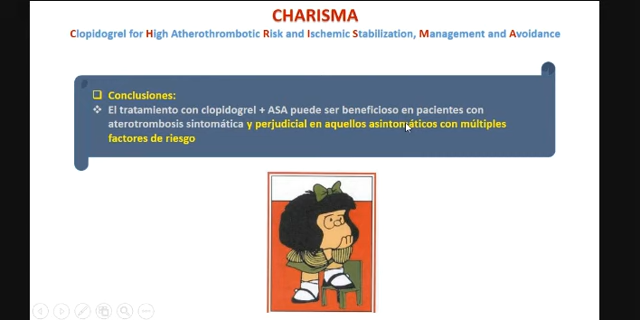 CHARISMA
Clopidogrel for High Atherothrombotic Risk and Ischemic Stabilization, Management and Avoidance
Conclusiones:
El tratamiento con clopidogrel + ASA puede ser beneficioso en pacientes con
aterotrombosis sintomática y perjudicial en aquellos asintomáticos con múltiples
factores de riesgo